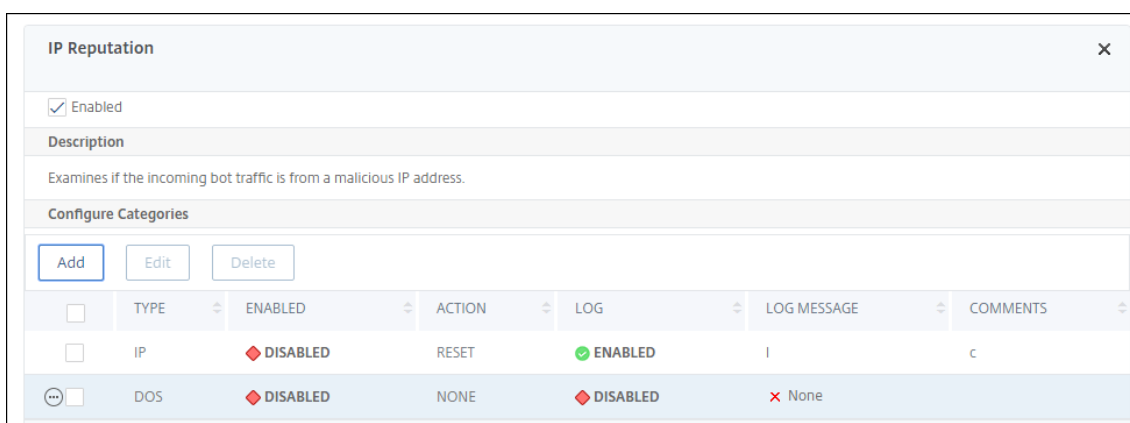 IP Reputation
Enabled
Description
Examines if the incoming bot traffic is from a malicious IP address.
Configure Categories
Add Edit Delete
TYPE ENABLED ACTION LOG LOG MESSAGE COMMENTS
IP DISABLED RESET ENABLED l c
DOS DISABLED NONE DISABLED None